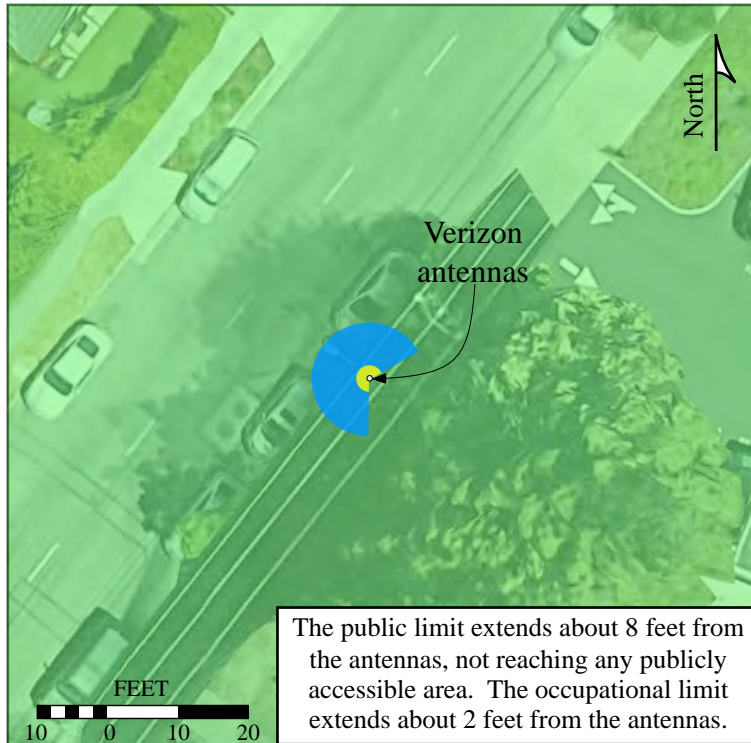 North
Verizon
antennas
The public limit extends about 8 feet from
the antennas, not reaching any publicly
accessible area.  The occupational limit
extends about 2 feet from the antennas.
FEET
10 0 10 20